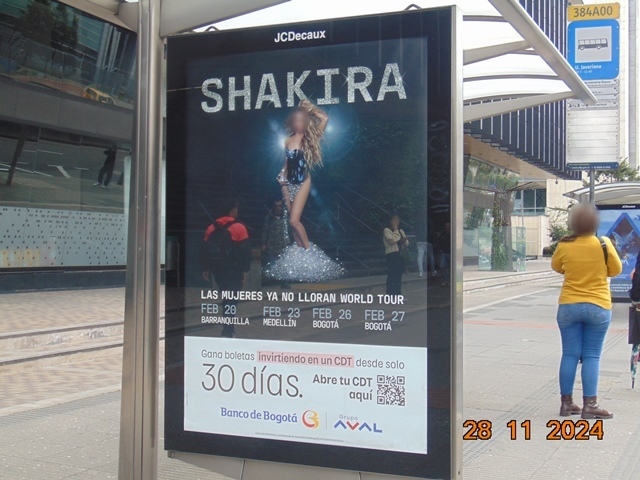 JCDecaux
SHAKIRA
LAS MUJERES YA NO LLORAN WORLD TOUR
FEB 20 FEB 23 FEB 26 FEB 27
BARRANQUILLA MEDELLÍN BOGOTÁ BOGOTÁ
Gana boletas invirtiendo en un CDT desde solo
30 días.
Abre tu CDT
aquí
Banco de Bogotá
Grupo
AVAL
384A00
JCDecaux
28 11 2024